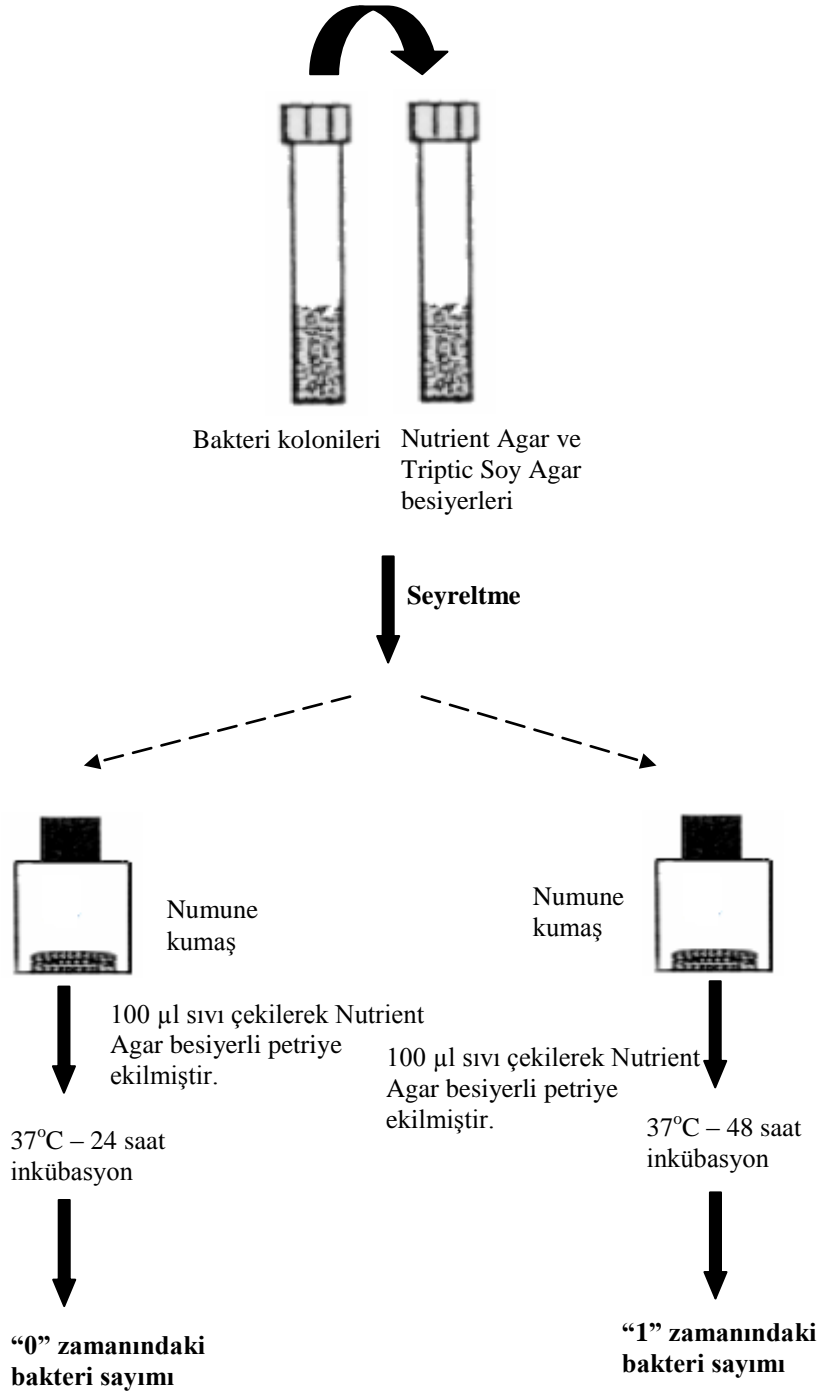 Bakteri kolonileri
Nutrient Agar ve
Triptic Soy Agar
besiyerleri
Seyreltme
Numune
kumaş
Numune
kumaş
100 µl sıvı çekilerek Nutrient
Agar besiyerli petriye
ekilmiştir.
100 µl sıvı çekilerek Nutrient
Agar besiyerli petriye
ekilmiştir.
37°C – 24 saat
inkübasyon
37°C – 48 saat
inkübasyon
“0” zamanındaki
bakteri sayımı
“1” zamanındaki
bakteri sayımı